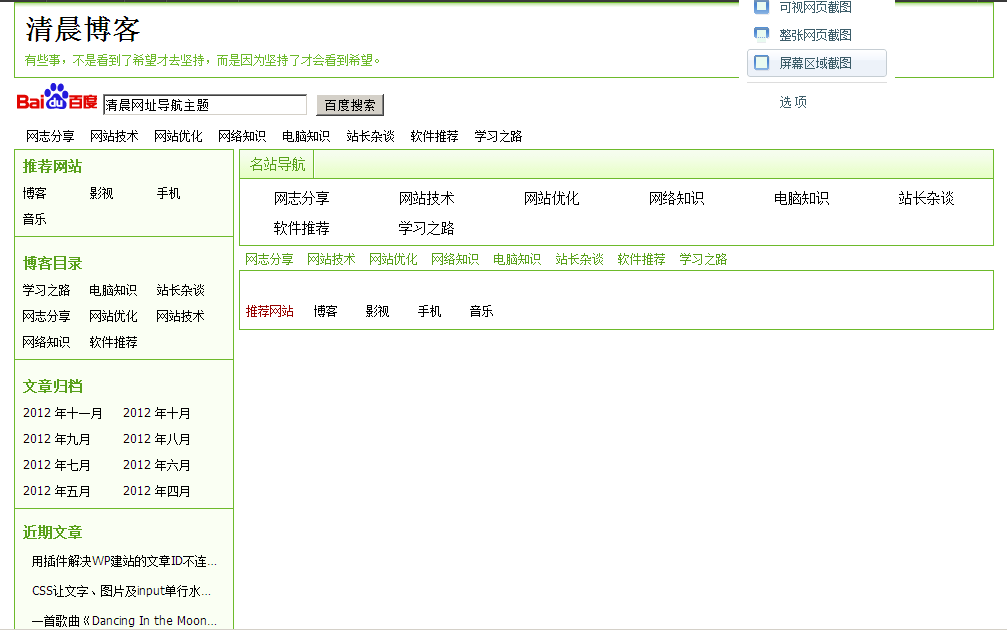 清晨博客
有些事，不是看到了希望才去坚持，而是因为坚持了才会看到希望。
可视网页截图
整张网页截图
屏幕区域截图
选项
Bai du 百度 清晨网址导航主题 百度搜索
网志分享 网站技术 网站优化 网络知识 电脑知识 站长杂谈 软件推荐 学习之路
推荐网站
博客 影视 手机
音乐
博客目录
学习之路 电脑知识 站长杂谈
网志分享 网站优化 网站技术
网络知识 软件推荐
文章归档
2012 年十一月 2012 年十月
2012 年九月 2012 年八月
2012 年七月 2012 年六月
2012 年五月 2012 年四月
近期文章
用插件解决WP建站的文章ID不连...
CSS让文字、图片及input单行水...
一首歌曲《Dancing In the Moon...
名站导航
网志分享 网站技术 网站优化 网络知识 电脑知识 站长杂谈
软件推荐 学习之路
网志分享 网站技术 网站优化 网络知识 电脑知识 站长杂谈 软件推荐 学习之路
推荐网站 博客 影视 手机 音乐